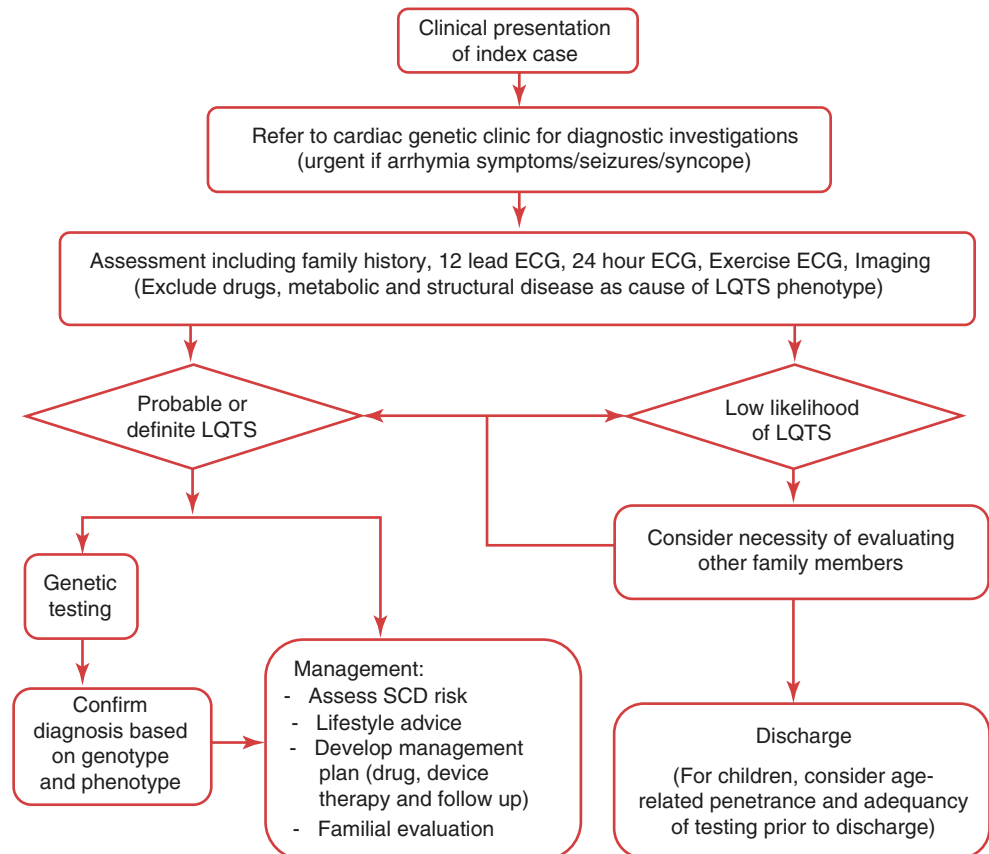 Clinical presentation
of index case
Refer to cardiac genetic clinic for diagnostic investigations
(urgent if arrhymia symptoms/seizures/syncope)
Assessment including family history, 12 lead ECG, 24 hour ECG, Exercise ECG, Imaging
(Exclude drugs, metabolic and structural disease as cause of LQTS phenotype)
Probable or
definite LQTS
Low likelihood
of LQTS
Consider necessity of evaluating
other family members
Genetic
testing
Confirm
diagnosis based
on genotype
and phenotype
Management:
- Assess SCD risk
- Lifestyle advice
- Develop management
plan (drug, device
therapy and follow up)
- Familial evaluation
Discharge
(For children, consider age-
related penetrance and adequancy
of testing prior to discharge)